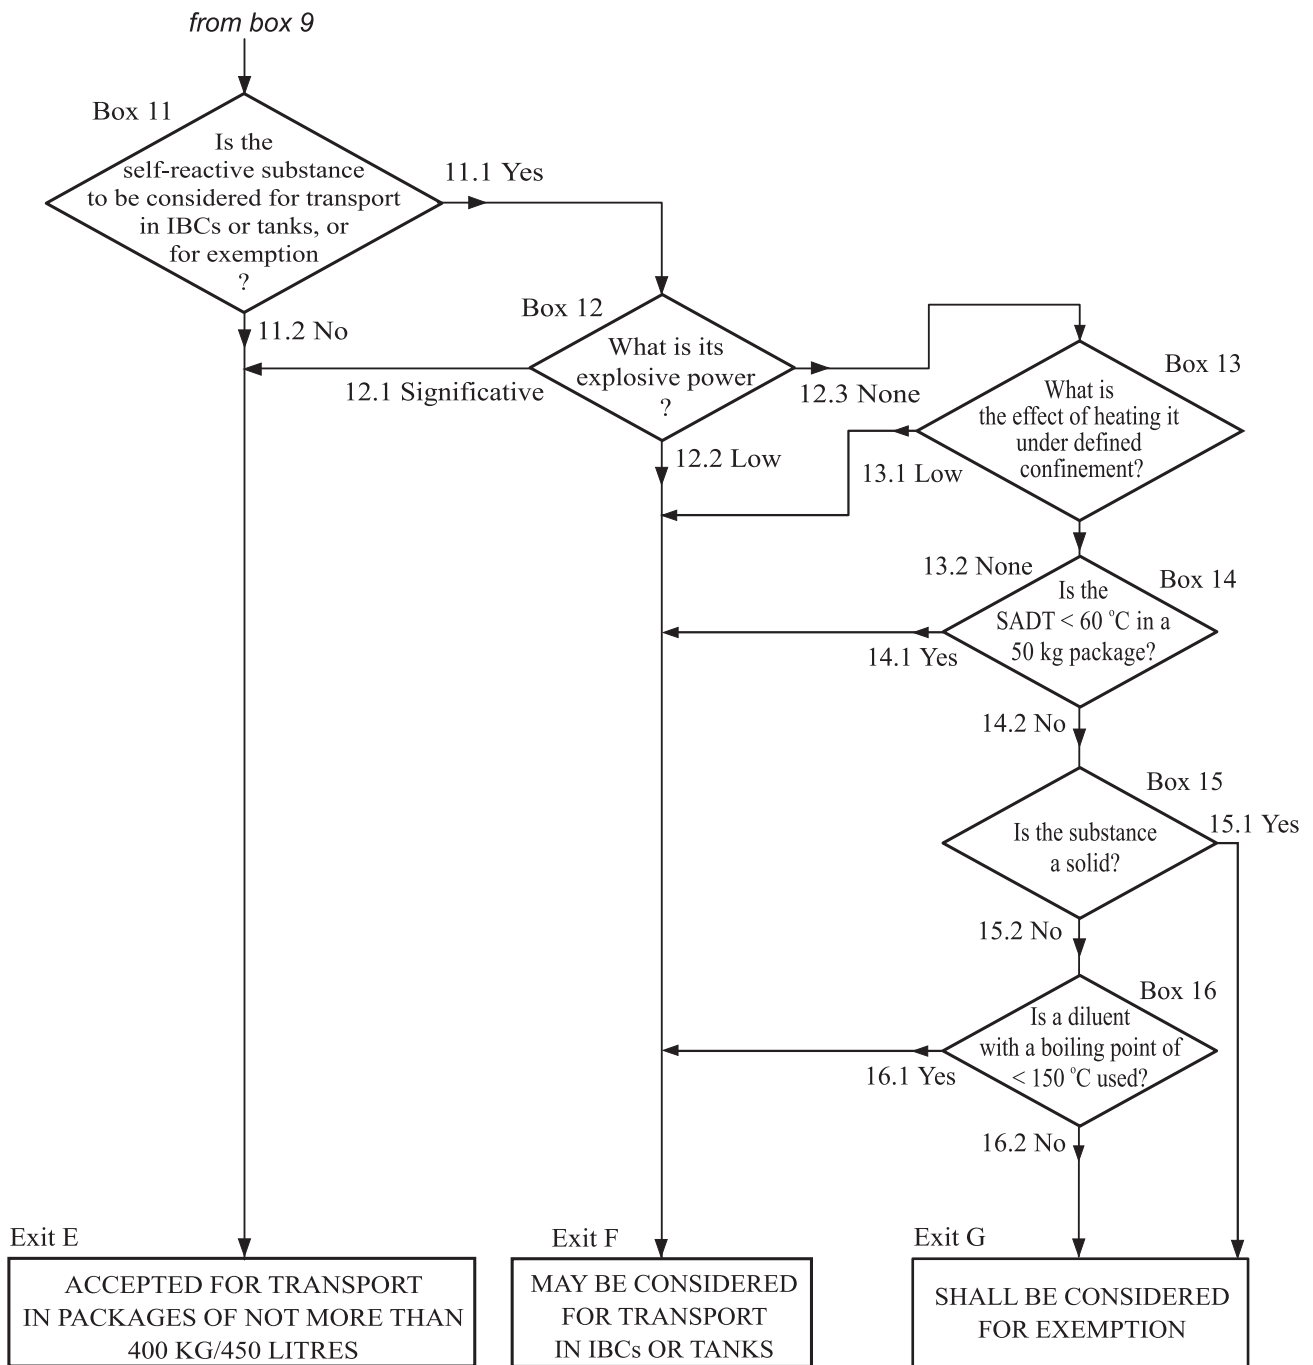 from box 9
Box 11
Is the
self-reactive substance
to be considered for transport
in IBCs or tanks, or
for exemption
?
11.1 Yes
11.2 No
Box 12
What is its
explosive power
?
12.1 Significative
12.3 None
12.2 Low
Box 13
What is
the effect of heating it
under defined
confinement?
13.1 Low
13.2 None
Box 14
Is the
SADT < 60 °C in a
50 kg package?
14.1 Yes
14.2 No
Box 15
Is the substance
a solid?
15.1 Yes
15.2 No
Box 16
Is a diluent
with a boiling point of
< 150 °C used?
16.1 Yes
16.2 No
Exit E
ACCEPTED FOR TRANSPORT
IN PACKAGES OF NOT MORE THAN
400 KG/450 LITRES
Exit F
MAY BE CONSIDERED
FOR TRANSPORT
IN IBCs OR TANKS
Exit G
SHALL BE CONSIDERED
FOR EXEMPTION